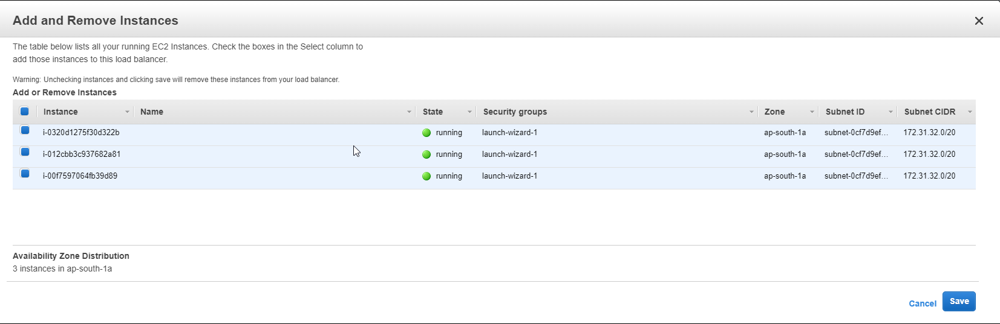 Add and Remove Instances
The table below lists all your running EC2 Instances. Check the boxes in the Select column to
add those instances to this load balancer.
Warning: Unchecking instances and clicking save will remove these instances from your load balancer.
Add or Remove Instances
Instance Name State Security groups Zone Subnet ID Subnet CIDR
i-0320d1275f30d322b running launch-wizard-1 ap-south-1a subnet-0cf7d9ef... 172.31.32.0/20
i-012cbb3c937682a81 running launch-wizard-1 ap-south-1a subnet-0cf7d9ef... 172.31.32.0/20
i-00f7597064fb39d89 running launch-wizard-1 ap-south-1a subnet-0cf7d9ef... 172.31.32.0/20
Availability Zone Distribution
3 instances in ap-south-1a
Cancel Save